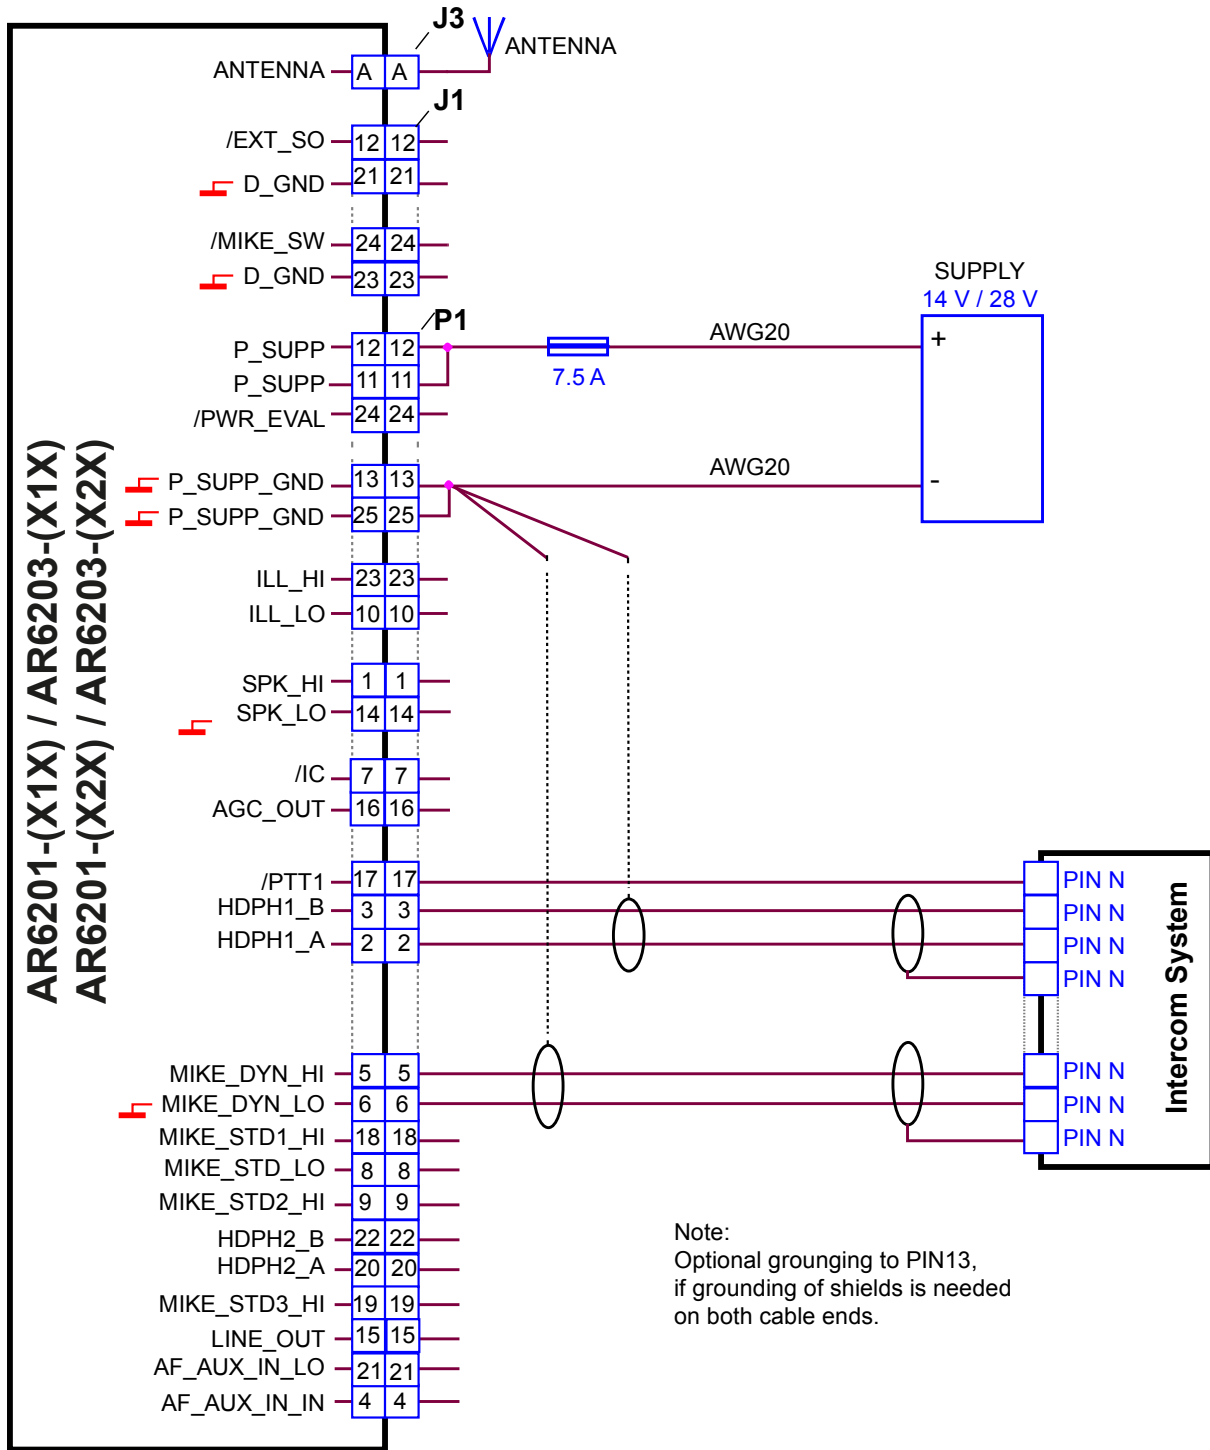 J3
ANTENNA
ANTENNA A A
J1
/EXT_SO 12 12
D_GND 21 21
/MIKE_SW 24 24
D_GND 23 23
SUPPLY
14 V / 28 V
P1
P_SUPP 12 12
AWG20
+
7.5 A
P_SUPP 11 11
/PWR_EVAL 24 24
AWG20
P_SUPP_GND 13 13
-
P_SUPP_GND 25 25
ILL_HI 23 23
ILL_LO 10 10
SPK_HI 1 1
SPK_LO 14 14
/IC 7 7
AGC_OUT 16 16
AR6201-(X1X) / AR6203-(X1X)
AR6201-(X2X) / AR6203-(X2X)
/PTT1 17 17
PIN N
HDPH1_B 3 3
PIN N
HDPH1_A 2 2
PIN N
PIN N
Intercom System
MIKE_DYN_HI 5 5
PIN N
MIKE_DYN_LO 6 6
PIN N
MIKE_STD1_HI 18 18
PIN N
MIKE_STD_LO 8 8
MIKE_STD2_HI 9 9
HDPH2_B 22 22
HDPH2_A 20 20
MIKE_STD3_HI 19 19
LINE_OUT 15 15
AF_AUX_IN_LO 21 21
AF_AUX_IN_IN 4 4
Note:
Optional grounging to PIN13,
if grounding of shields is needed
on both cable ends.